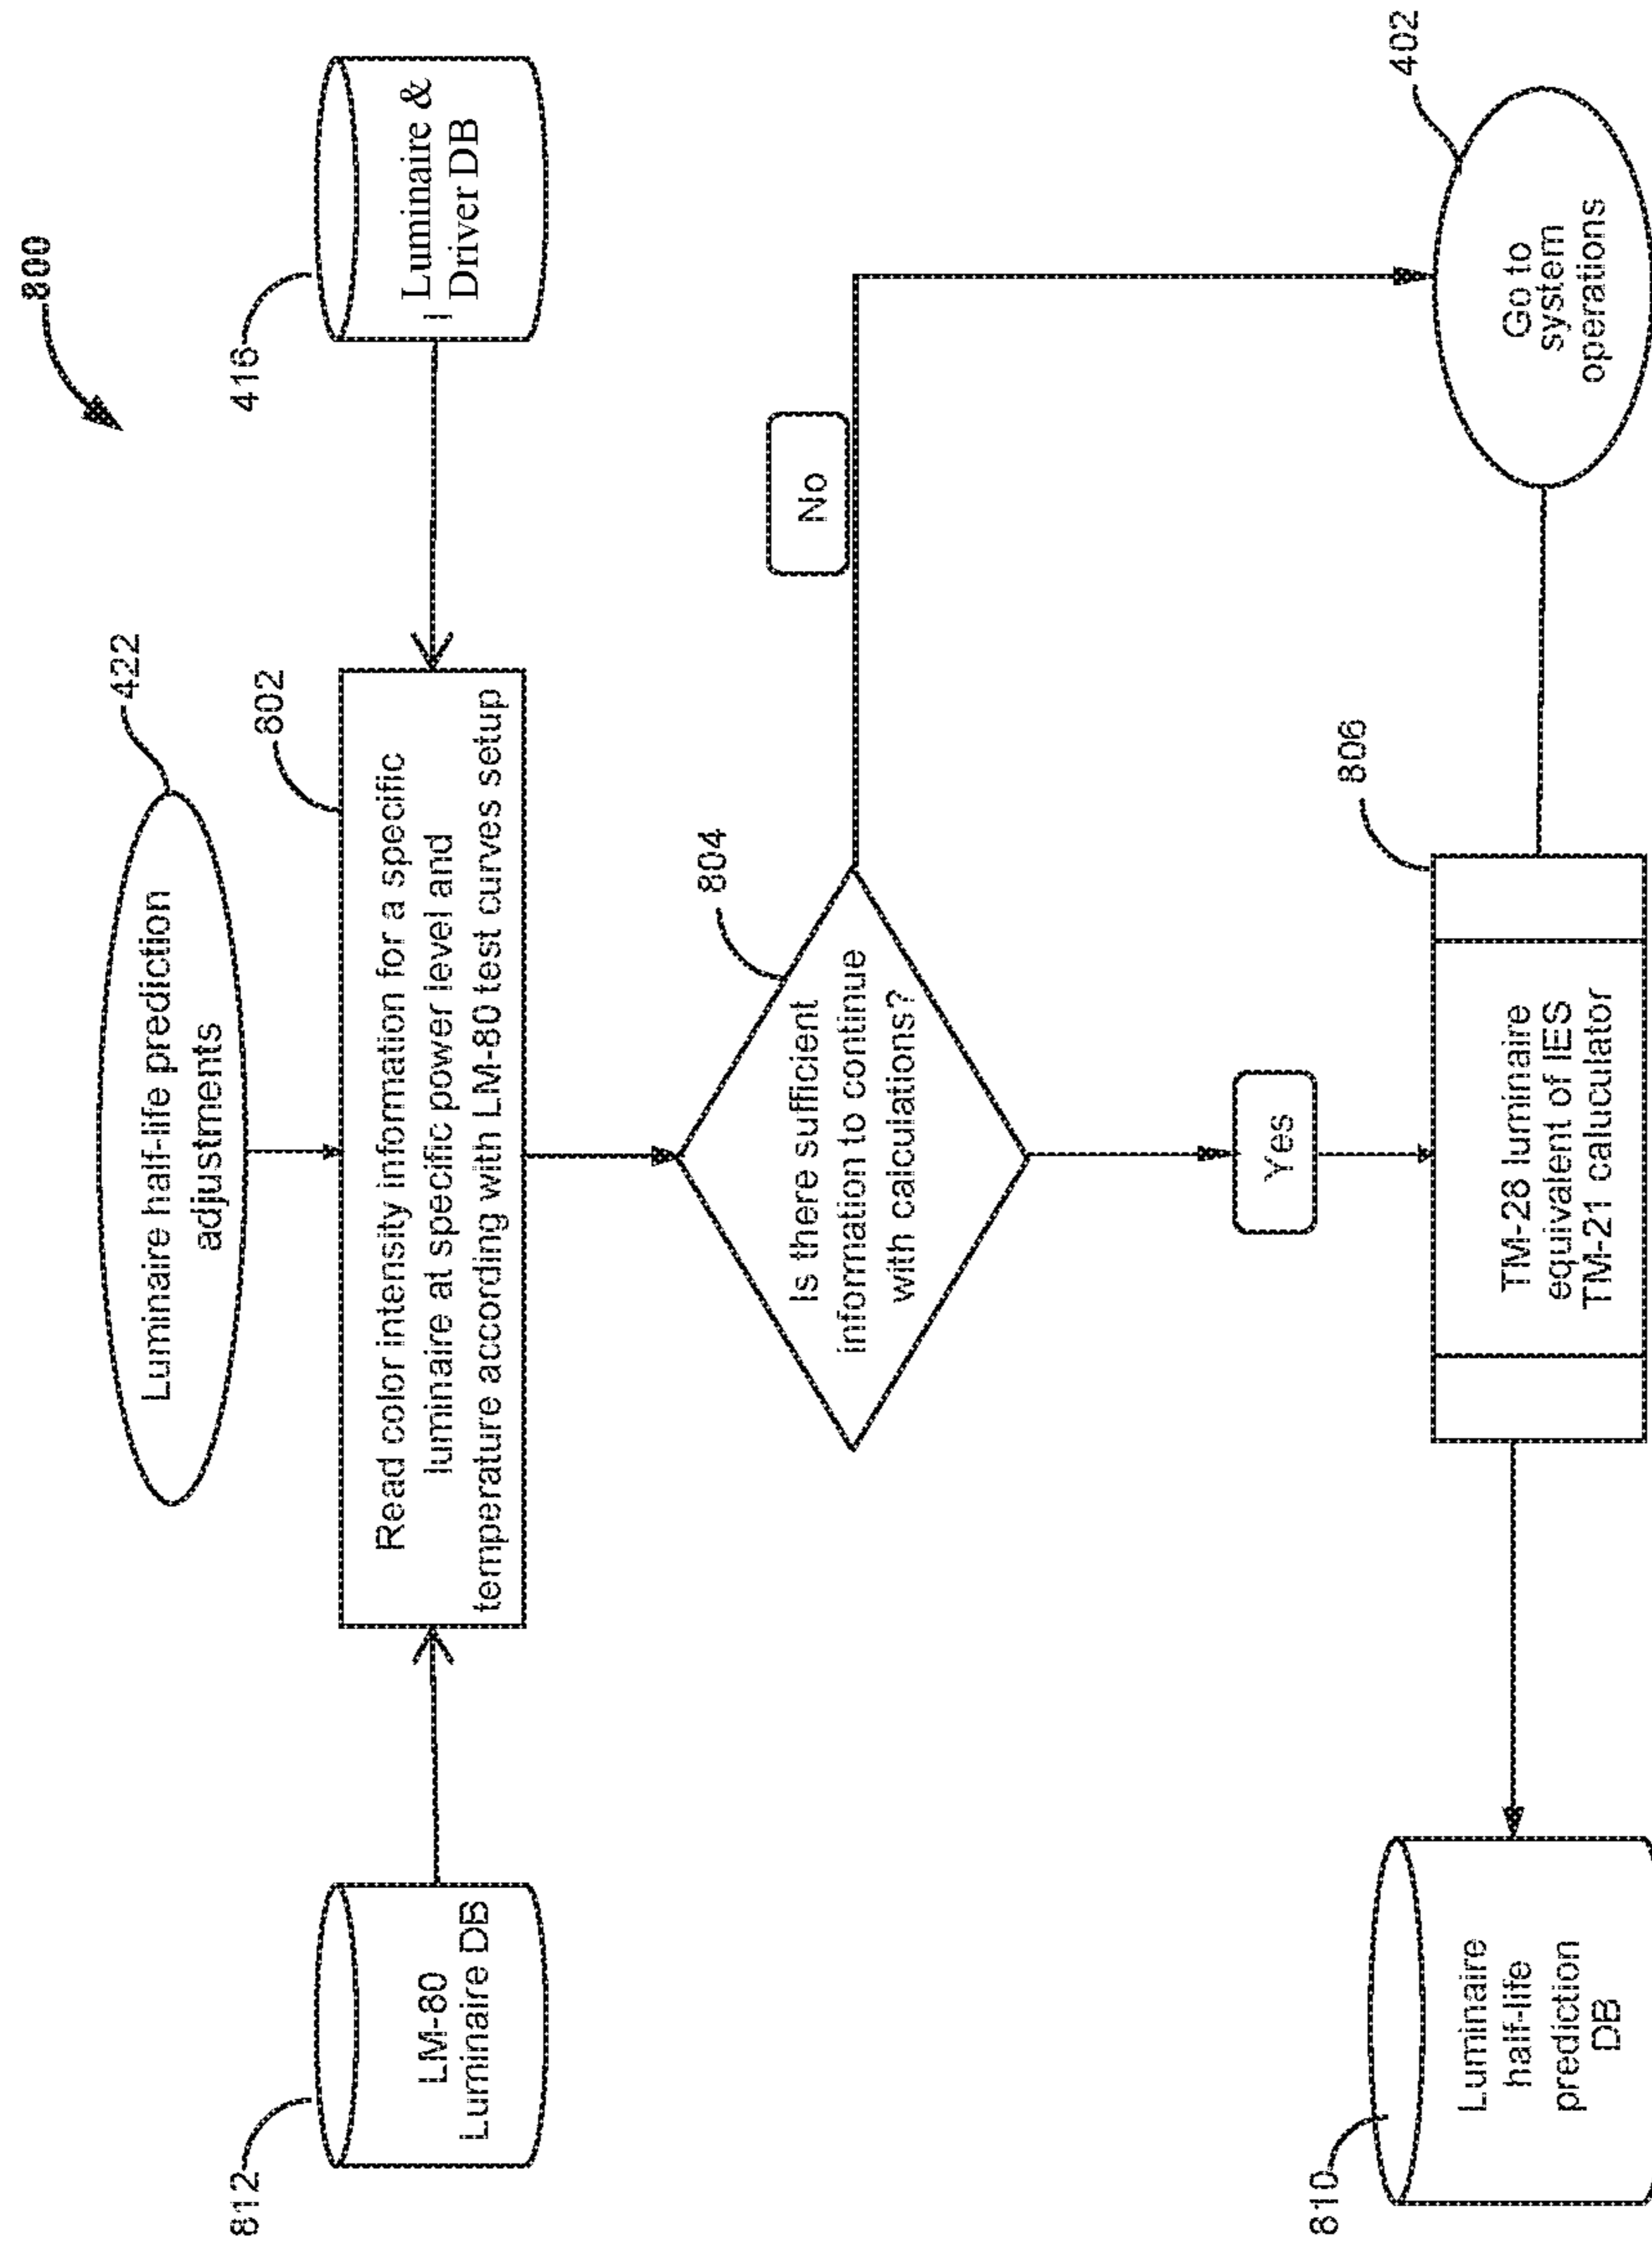 800
Luminaire half-life prediction
adjustments
422
812
LM-80
Luminaire DB
802
Read color intensity information for a specific
luminaire at specific power level and
temperature according with LM-80 test curves setup
416
Luminaire &
Driver DB
804
Is there sufficient
information to continue
with calculations?
No
Yes
810
Luminaire
half-life
prediction
DB
806
TM-28 luminaire
equivalent of IES
TM-21 caluculator
402
Go to
system
operations